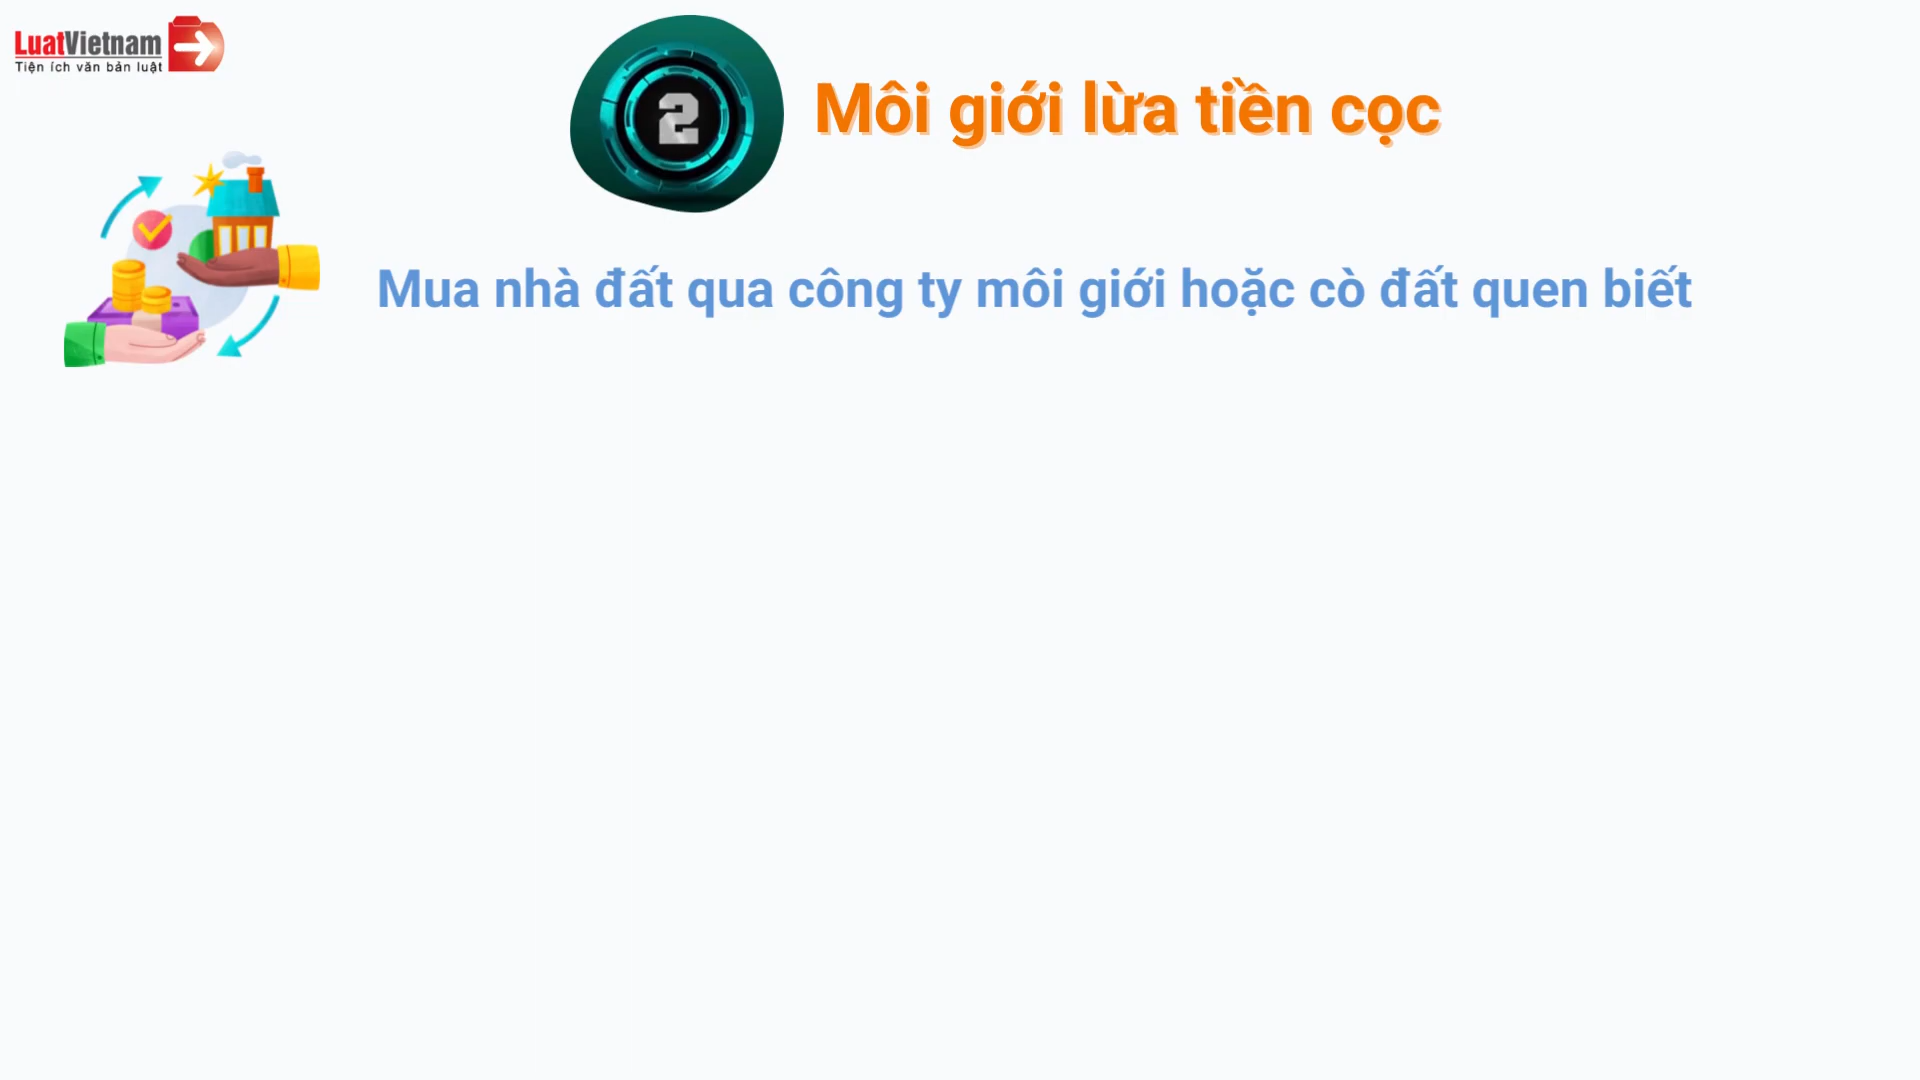 LuatVietnam
Tiện ích văn bản luật
2
Môi giới lừa tiền cọc
Mua nhà đất qua công ty môi giới hoặc cò đất quen biết